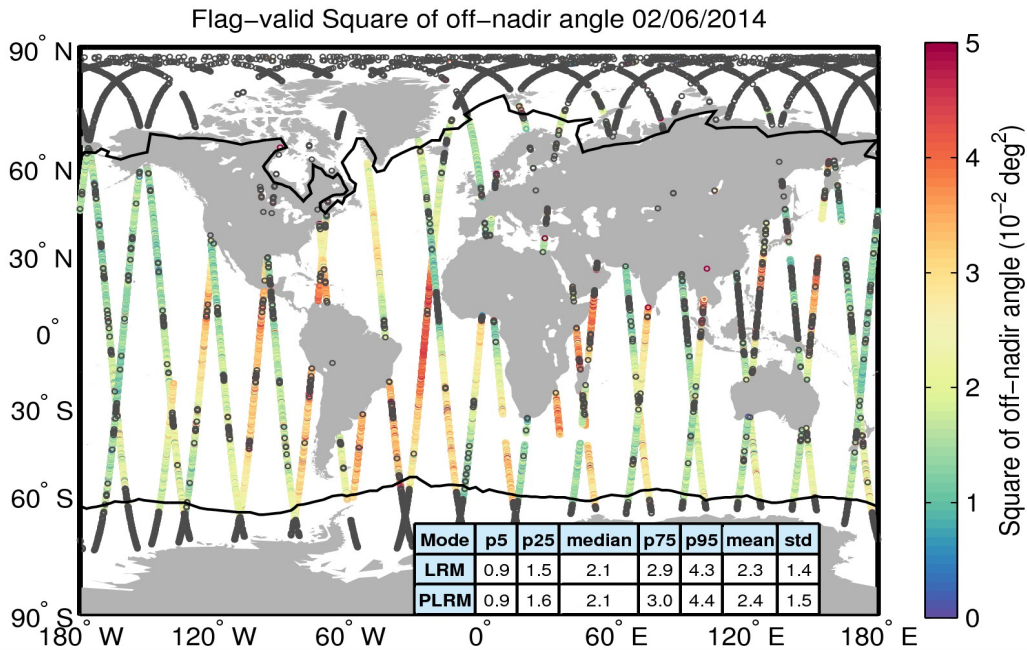 Flag-valid Square of off-nadir angle 02/06/2014
90° N
60° N
30° N
0°
30° S
60° S
90° S
180° W
120° W
60° W
0°
60° E
120° E
180° E
Mode p5 p25 median p75 p95 mean std
LRM 0.9 1.5 2.1 2.9 4.3 2.3 1.4
PLRM 0.9 1.6 2.1 3.0 4.4 2.4 1.5
5
4
3
2
1
0
Square of off-nadir angle (10⁻² deg²)